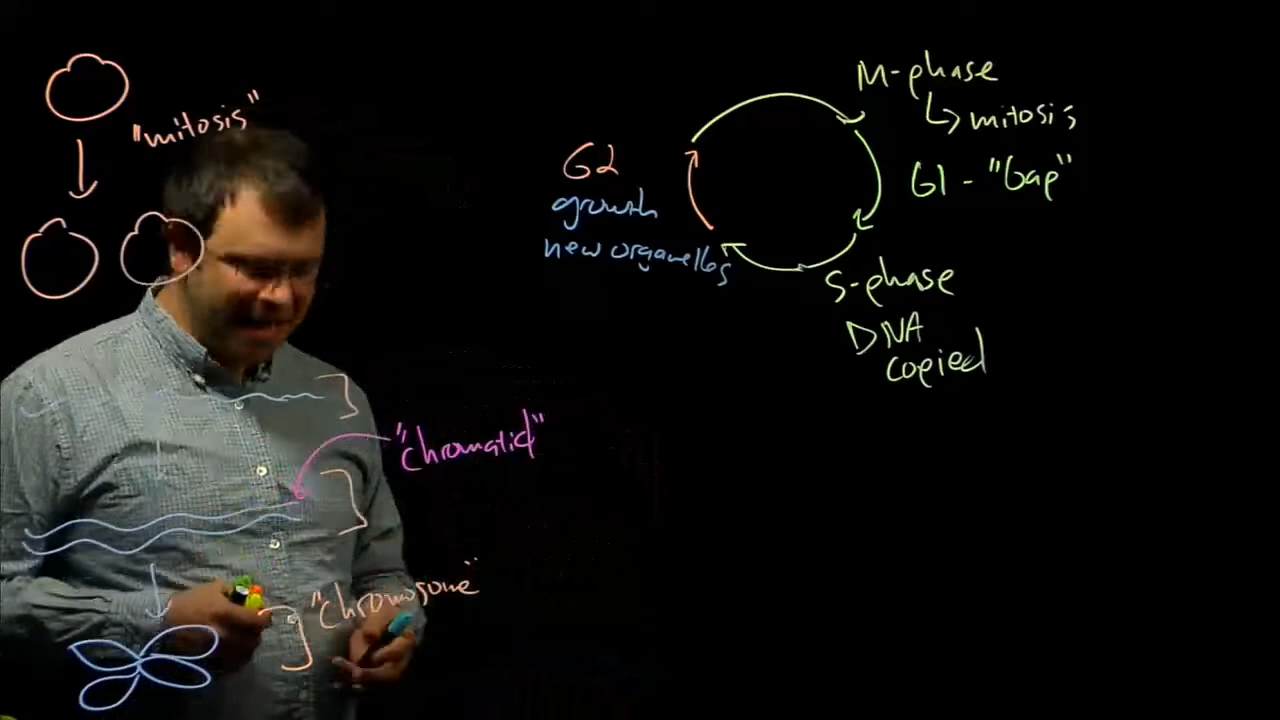 "mitosis"
M-phase
mitosis
G1 - "Gap"
S-phase
DNA
copied
G2
growth
new organelles
"chromatid"
"chromosome"